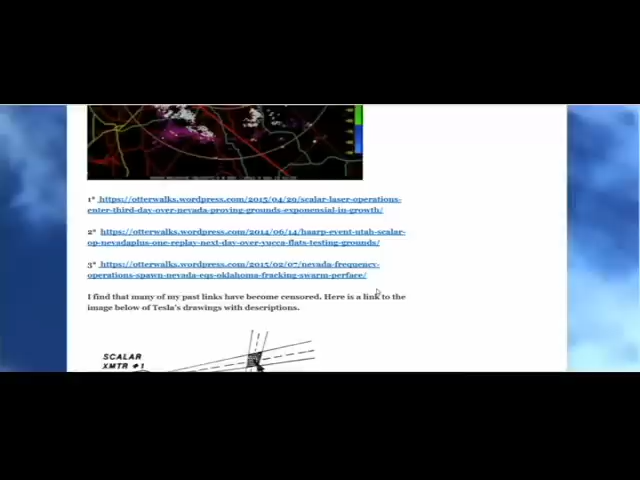 1* https://otterwalks.wordpress.com/2015/04/29/scalar-laser-operations-
enter-third-day-over-nevada-proving-grounds-exponensial-in-growth/
2* https://otterwalks.wordpress.com/2014/06/14/haarp-event-utah-scalar-
op-nevadaplus-one-replay-next-day-over-yucca-flats-testing-grounds/
3* https://otterwalks.wordpress.com/2015/02/07/nevada-frequency-
operations-spawn-nevada-eqs-oklahoma-fracking-swarm-perface/
I find that many of my past links have become censored. Here is a link to the
image below of Tesla's drawings with descriptions.
SCALAR
XMTR #1